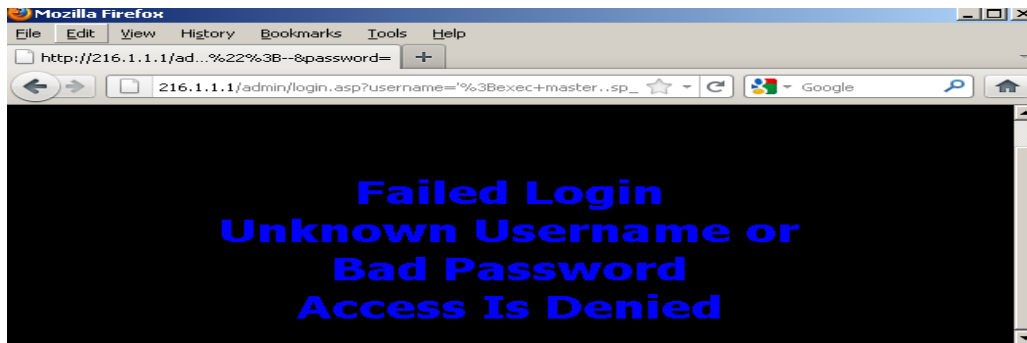 Mozilla Firefox
File Edit View History Bookmarks Tools Help
http://216.1.1.1/ad...%22%3B--&password=
216.1.1.1/admin/login.asp?username='%3Bexec+master..sp_
Google
Failed Login
Unknown Username or
Bad Password
Access Is Denied